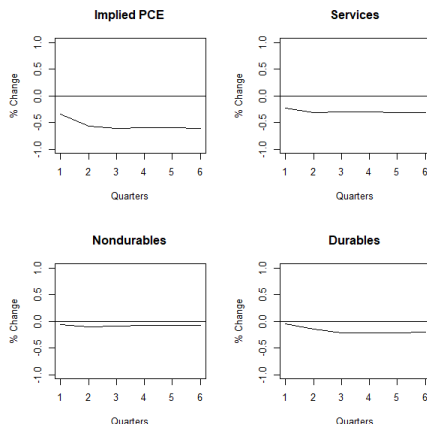 Implied PCE
% Change
1.0
0.5
0.0
-0.5
-1.0
1 2 3 4 5 6
Quarters
Services
% Change
1.0
0.5
0.0
-0.5
-1.0
1 2 3 4 5 6
Quarters
Nondurables
% Change
1.0
0.5
0.0
-0.5
-1.0
1 2 3 4 5 6
Quarters
Durables
% Change
1.0
0.5
0.0
-0.5
-1.0
1 2 3 4 5 6
Quarters